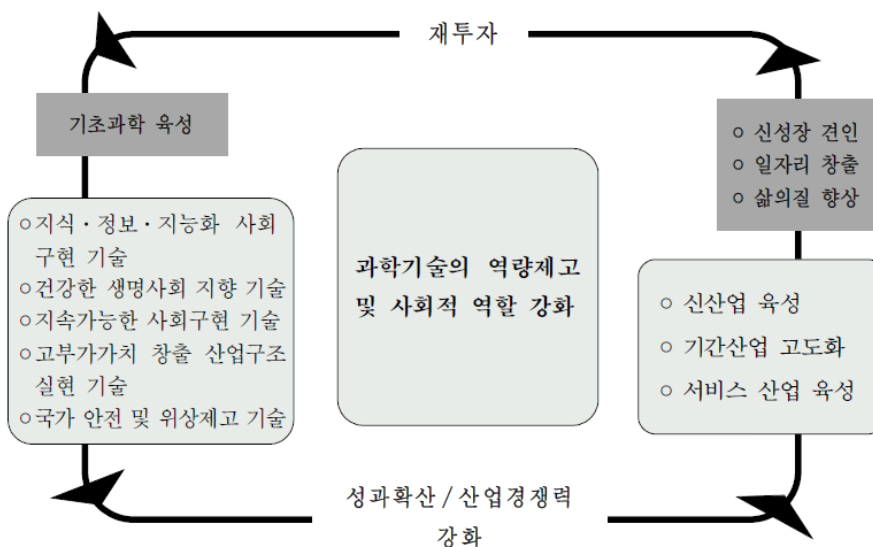 재투자
기초과학 육성
○지식·정보·지능화 사회
구현 기술
○건강한 생명사회 지향 기술
○지속가능한 사회구현 기술
○고부가가치 창출 산업구조
실현 기술
○국가 안전 및 위상제고 기술
과학기술의 역량제고
및 사회적 역할 강화
○ 신성장 견인
○ 일자리 창출
○ 삶의질 향상
○ 신산업 육성
○ 기간산업 고도화
○ 서비스 산업 육성
성과확산/산업경쟁력
강화